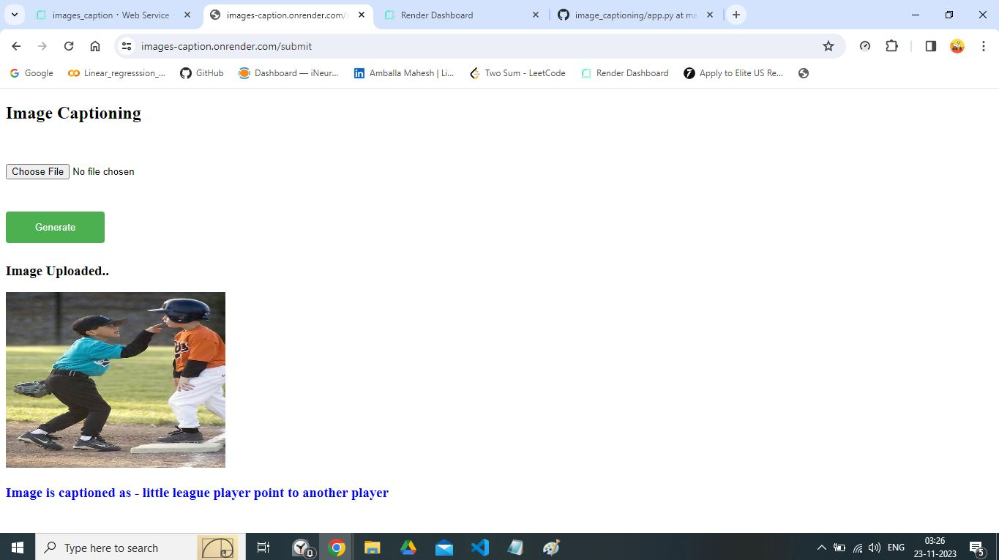 images_caption · Web Service ·
images-caption.onrender.com/s
Render Dashboard
image_captioning/app.py at ma
images-caption.onrender.com/submit
Google
Linear_regresssion_...
GitHub
Dashboard — iNeur...
Amballa Mahesh | Li...
Two Sum - LeetCode
Render Dashboard
Apply to Elite US Re...
Image Captioning
Choose File No file chosen
Generate
Image Uploaded..
Image is captioned as - little league player point to another player
Type here to search
0
ENG
03:26
23-11-2023
5